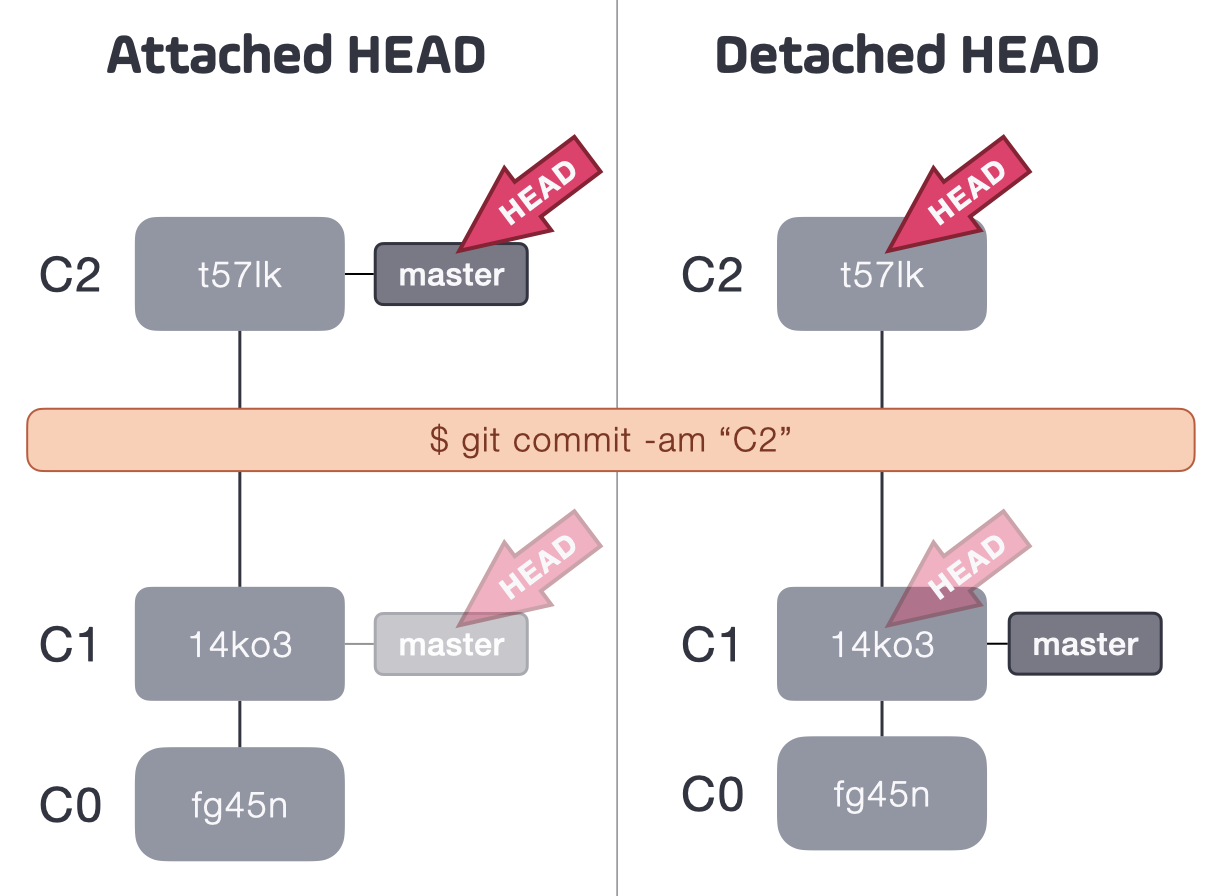 Attached HEAD
HEAD
C2
t57lk
master
Detached HEAD
HEAD
C2
t57lk
$ git commit -am “C2”
HEAD
C1
14ko3
master
C0
fg45n
HEAD
C1
14ko3
master
C0
fg45n